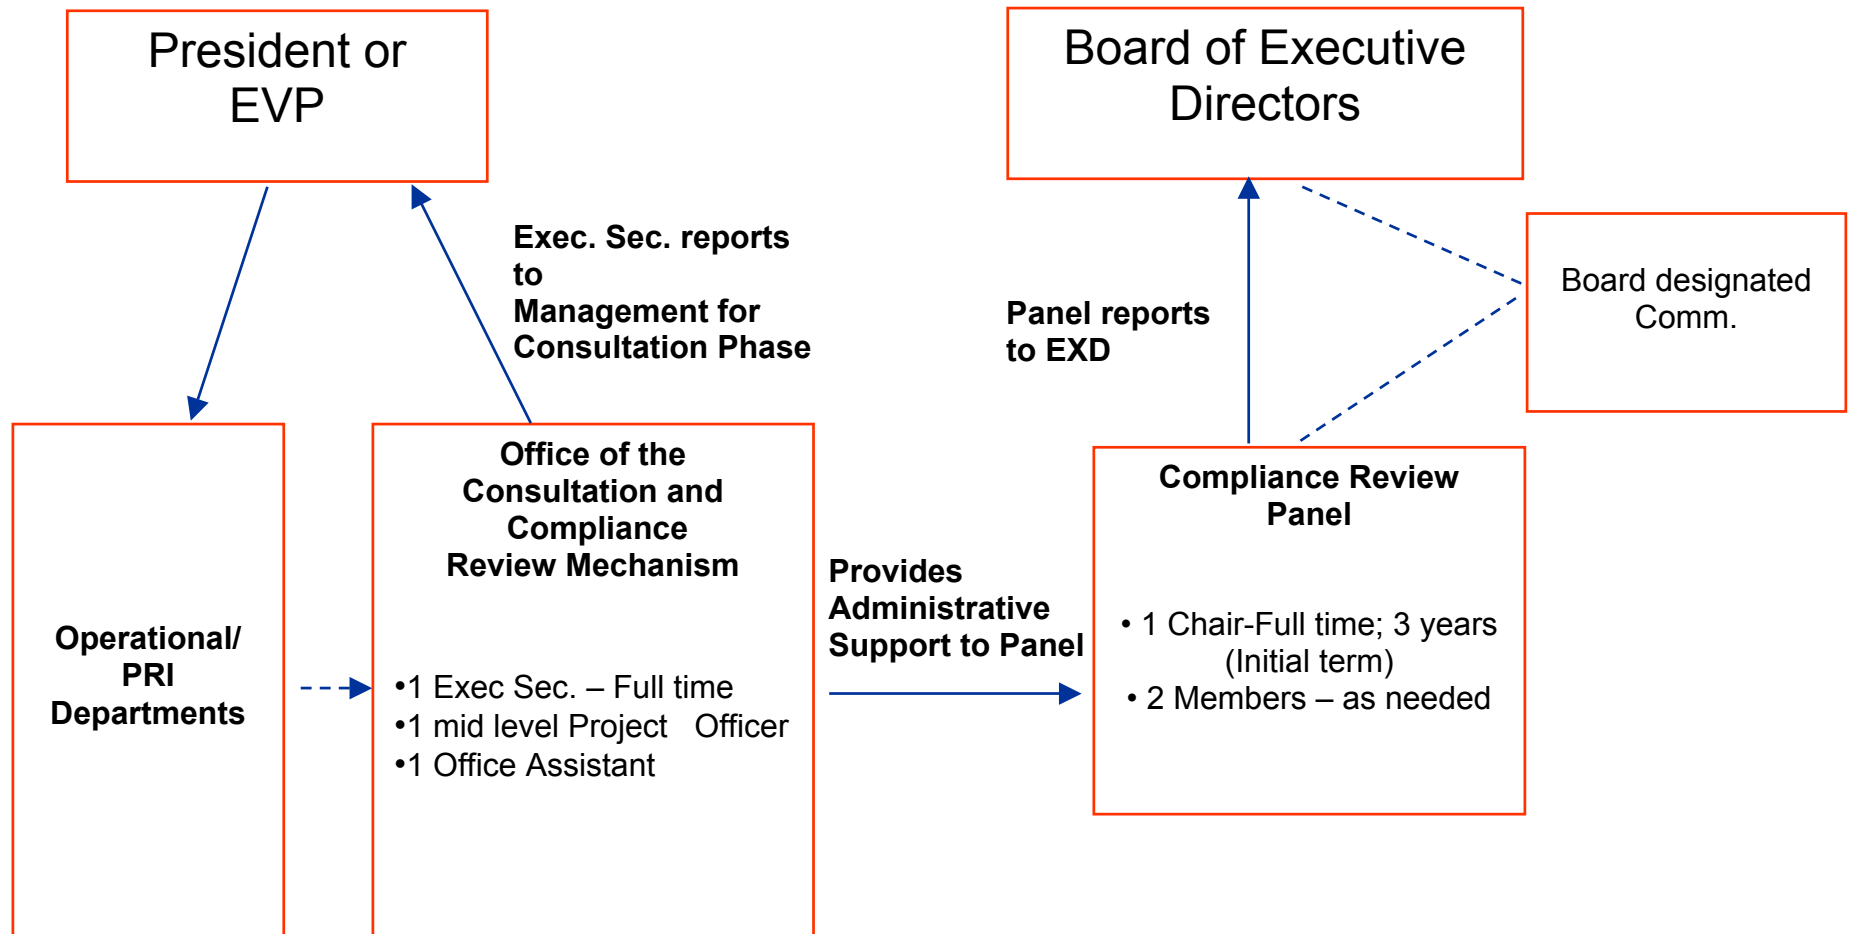 President or
EVP
Board of Executive
Directors
Exec. Sec. reports
to
Management for
Consultation Phase
Panel reports
to EXD
Board designated
Comm.
Operational/
PRI
Departments
Office of the
Consultation and
Compliance
Review Mechanism
•1 Exec Sec. – Full time
•1 mid level Project Officer
•1 Office Assistant
Provides
Administrative
Support to Panel
Compliance Review
Panel
• 1 Chair-Full time; 3 years
(Initial term)
• 2 Members – as needed